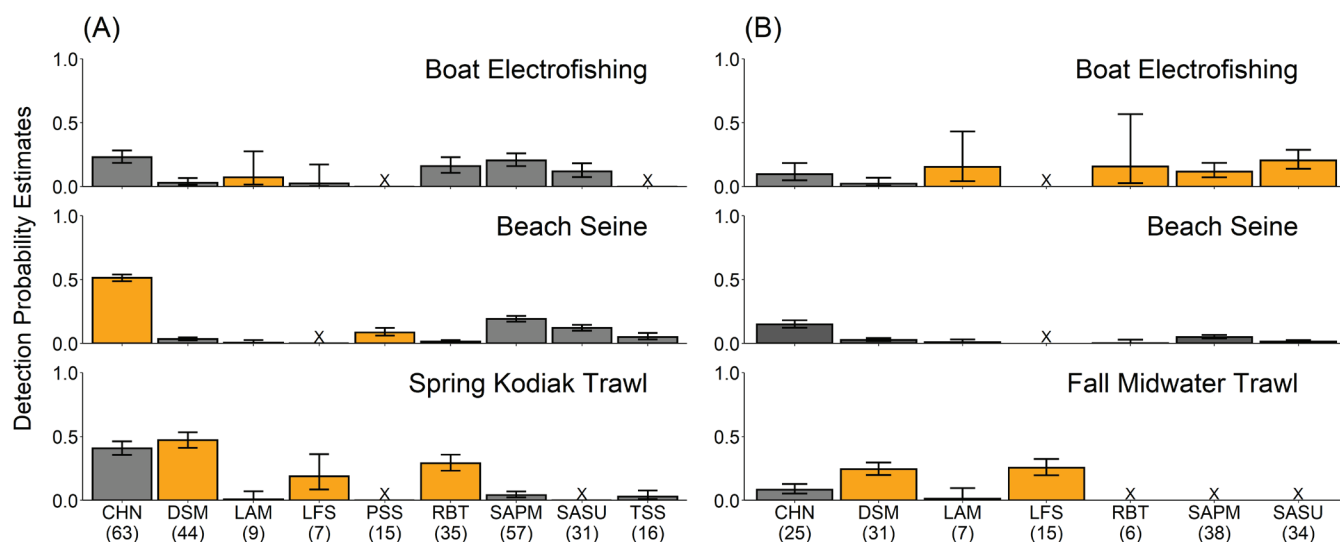 (A)
(B)
Detection Probability Estimates
Boat Electrofishing
1.0
0.5
0.0
X
X
Beach Seine
1.0
0.5
0.0
X
Spring Kodiak Trawl
1.0
0.5
0.0
X
X
CHN DSM LAM LFS PSS RBT SAPM SASU TSS
(63) (44) (9) (7) (15) (35) (57) (31) (16)
Boat Electrofishing
1.0
0.5
0.0
X
Beach Seine
1.0
0.5
0.0
X
Fall Midwater Trawl
1.0
0.5
0.0
X
X
X
CHN DSM LAM LFS RBT SAPM SASU
(25) (31) (7) (15) (6) (38) (34)